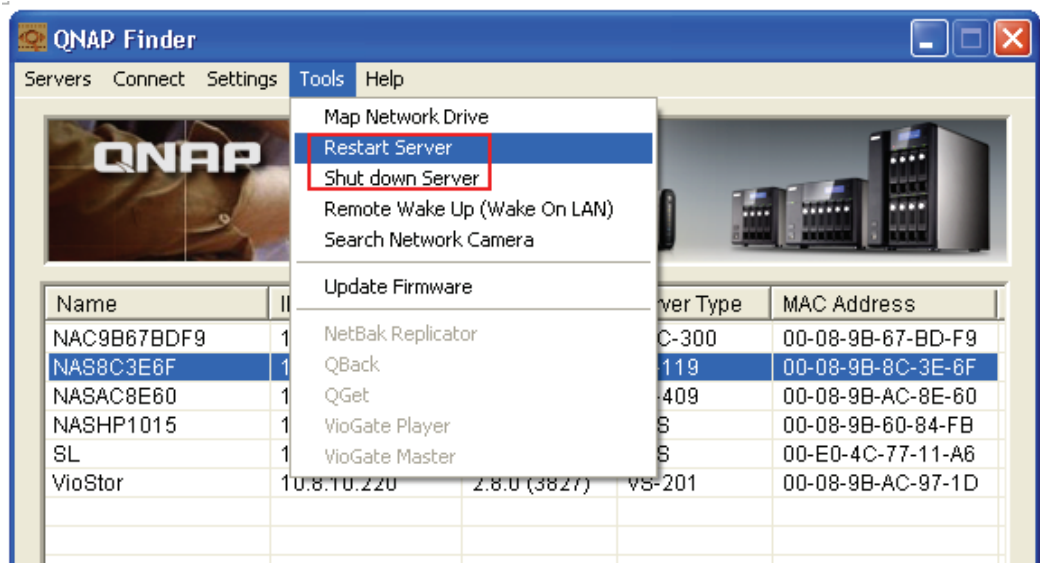 QNAP Finder
Servers Connect Settings Tools Help
Map Network Drive
Restart Server
Shut down Server
Remote Wake Up (Wake On LAN)
Search Network Camera
Update Firmware
NetBak Replicator
QBack
QGet
VioGate Player
VioGate Master
QNAP
Name MAC Address
Type
NAC9B67BDF9 C-300 00-08-9B-67-BD-F9
NAS8C3E6F 119 00-08-9B-8C-3E-6F
NASAC8E60 409 00-08-9B-AC-8E-60
NASHP1015 00-08-9B-60-84-FB
SL 00-E0-4C-77-11-A6
VioStor 10.8.10.220 2.8.0 (3827) VS-201 00-08-9B-AC-97-1D